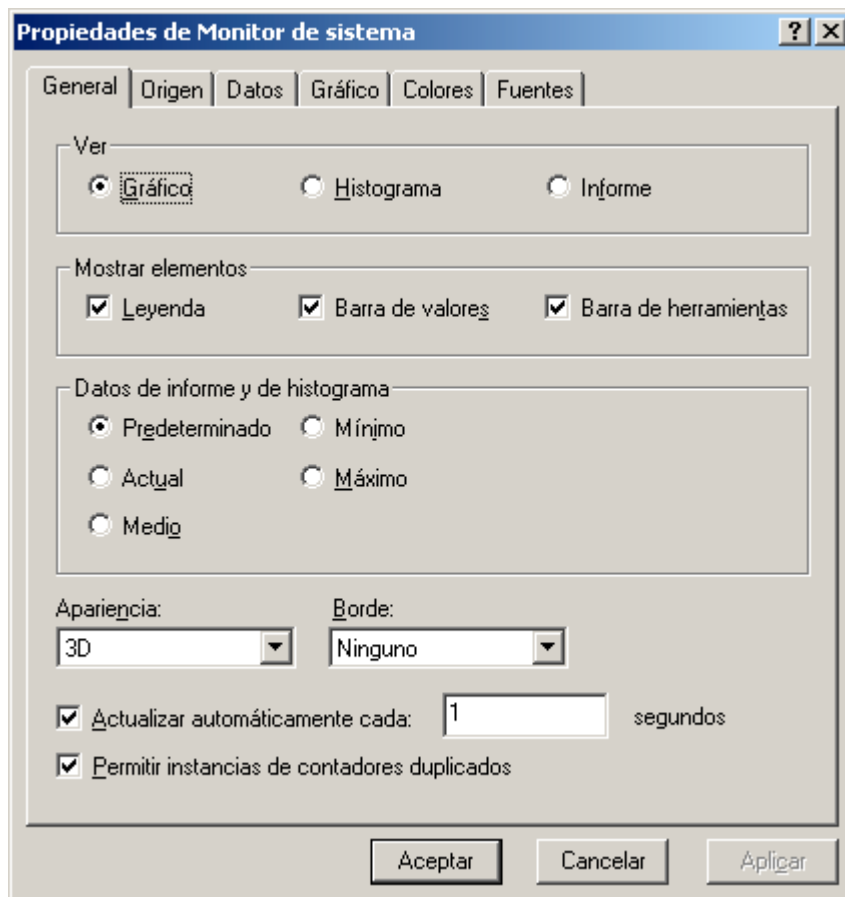 Propiedades de Monitor de sistema
General Origen Datos Gráfico Colores Fuentes
Ver
Gráfico Histograma Informe
Mostrar elementos
Leyenda Barra de valores Barra de herramientas
Datos de informe y de histograma
Predeterminado Mínimo
Actual Máximo
Medio
Apariencia: Borde:
3D Ninguno
Actualizar automáticamente cada: 1 segundos
Permitir instancias de contadores duplicados
Aceptar Cancelar Aplicar